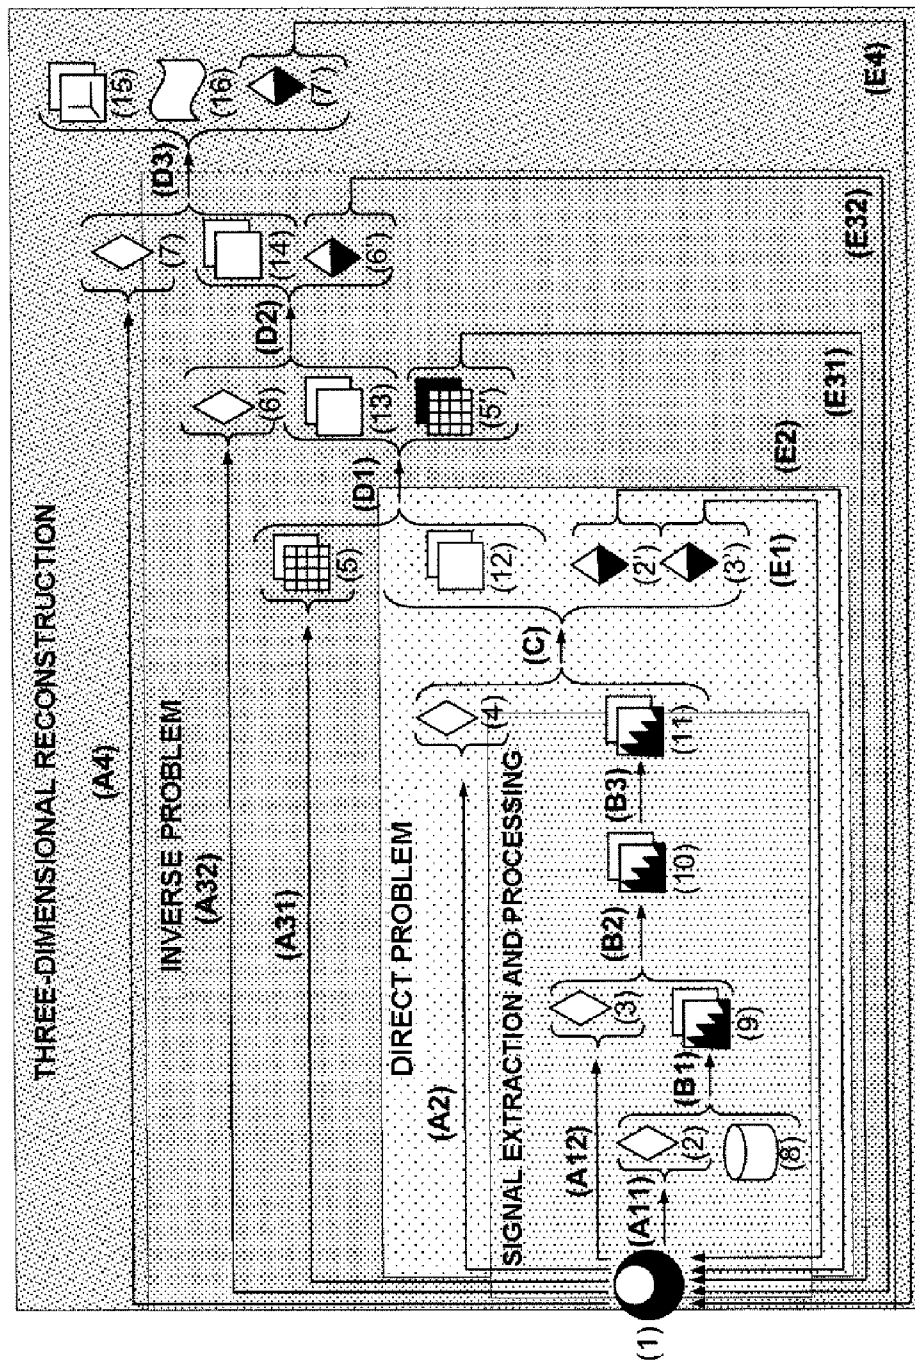 THREE-DIMENSIONAL RECONSTRUCTION
(A4)
(7)
(D3)
(15)
(16)
(7')
(E4)
INVERSE PROBLEM
(A32)
(6)
(D2)
(14)
(6')
(E32)
(A31)
(5)
(D1)
(13)
(5')
(E31)
DIRECT PROBLEM
(A2)
(4)
(C)
(12)
(2')
(3')
(E2)
(E1)
SIGNAL EXTRACTION AND PROCESSING
(A12)
(3)
(B2)
(10)
(B3)
(11)
(1)
(A11)
(2)
(8)
(B1)
(9)